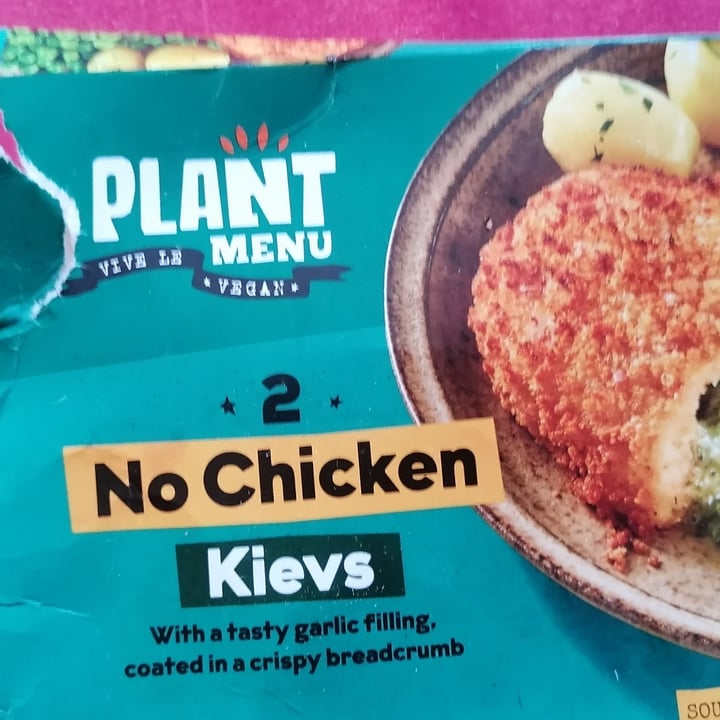 PLANT
MENU
VIVE LE
VEGAN
2
No Chicken
Kievs
With a tasty garlic filling,
coated in a crispy breadcrumb